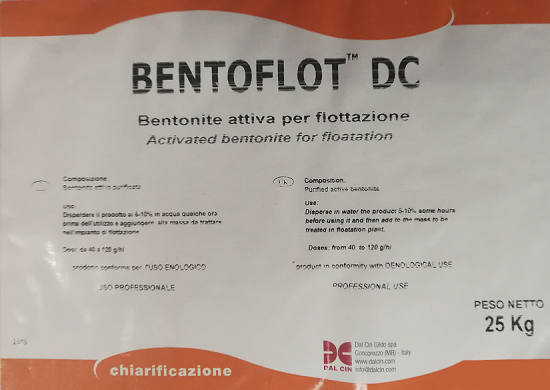 BENTOFLOT™ DC
Bentonite attiva per flottazione
Activated bentonite for floatation
Composizione:
Bentonite attiva purificata
Uso:
Disperdere il prodotto al 5-10% in acqua qualche ora
prima dell'utilizzo e aggiungere alla massa da trattare
nell'impianto di flottazione
Dosi: da 40 a 120 g/hl
prodotto conforme per l'USO ENOLOGICO
USO PROFESSIONALE
UK
Composition:
Purified active bentonite
Use:
Disperse in water the product 5-10% some hours
before using it and then add to the mass to be
treated in floatation plant.
Doses: from 40 to 120 g/hl
*product in conformity with OENOLOGICAL USE
PROFESSIONAL USE
PESO NETTO
25 Kg
DAL CIN
Dal Cin Gildo spa
Concorezzo (MB) - Italy
www.dalcin.com
info@dalcin.com
chiarificazione